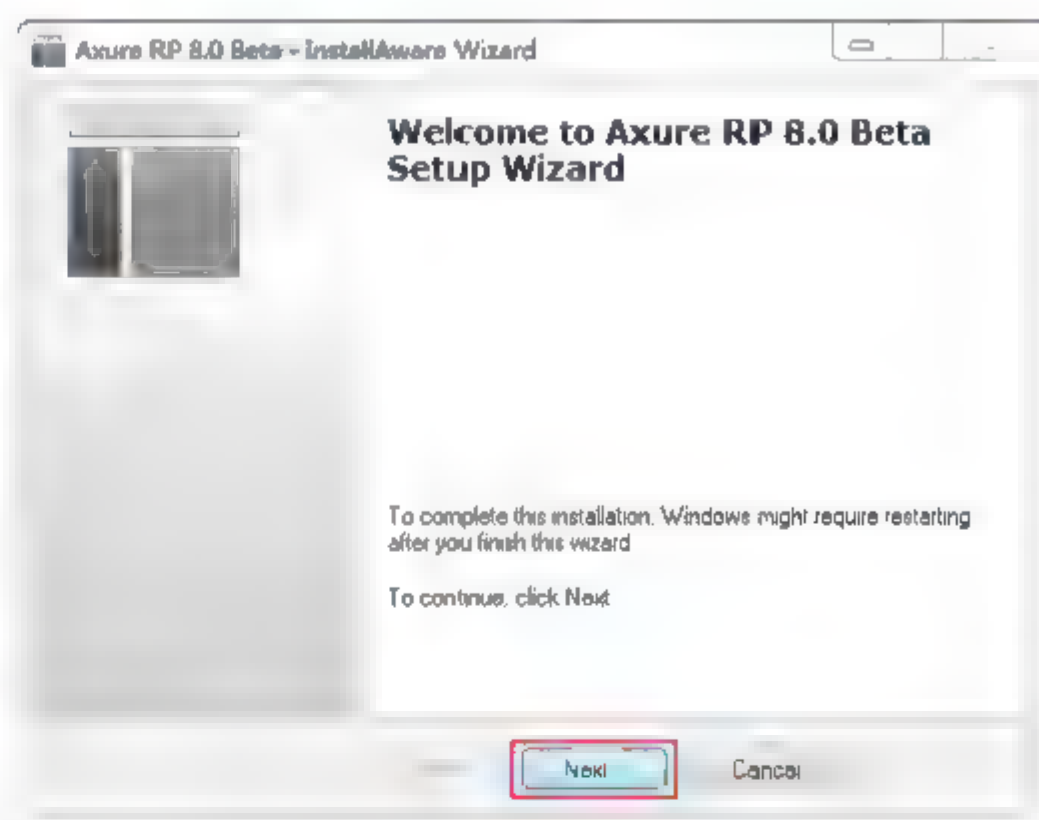 Axure RP 8.0 Beta - InstallAware Wizard
Welcome to Axure RP 8.0 Beta
Setup Wizard
To complete this installation, Windows might require restarting
after you finish this wizard
To continue, click Next
Next
Cancel